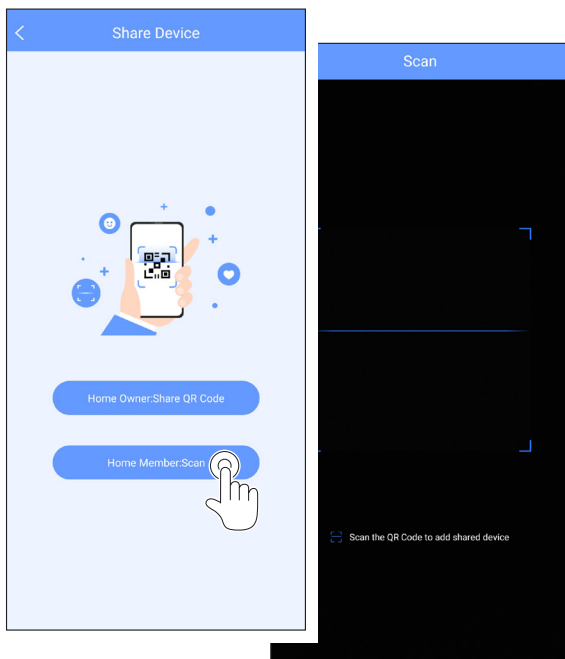 Share Device
Home Owner:Share QR Code
Home Member:Scan
Scan
Scan the QR Code to add shared device